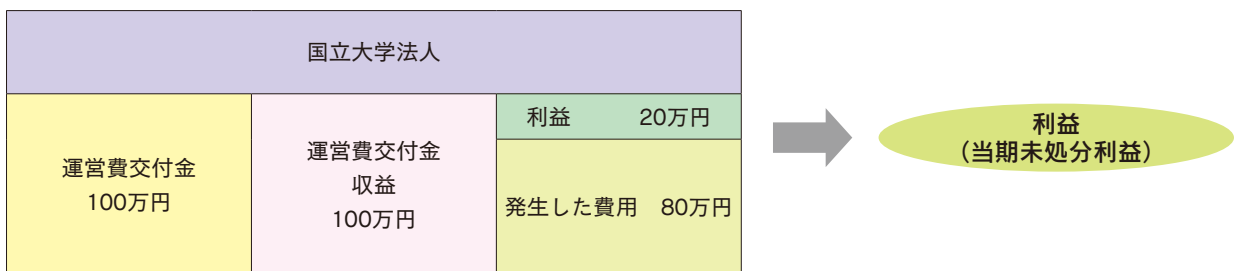 国立大学法人
運営費交付金
100万円
運営費交付金
収益
100万円
利益 20万円
発生した費用 80万円
利益
（当期未処分利益）